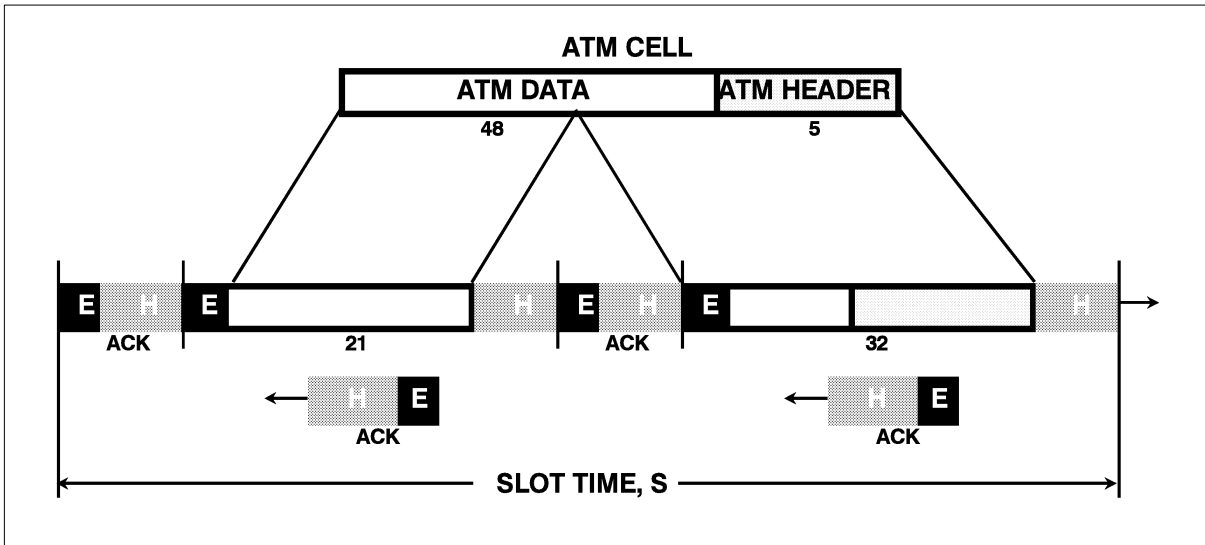 ATM CELL
ATM DATA ATM HEADER
48 5
E H E H E H E H
ACK 21 ACK 32
H E H E
ACK ACK
SLOT TIME, S